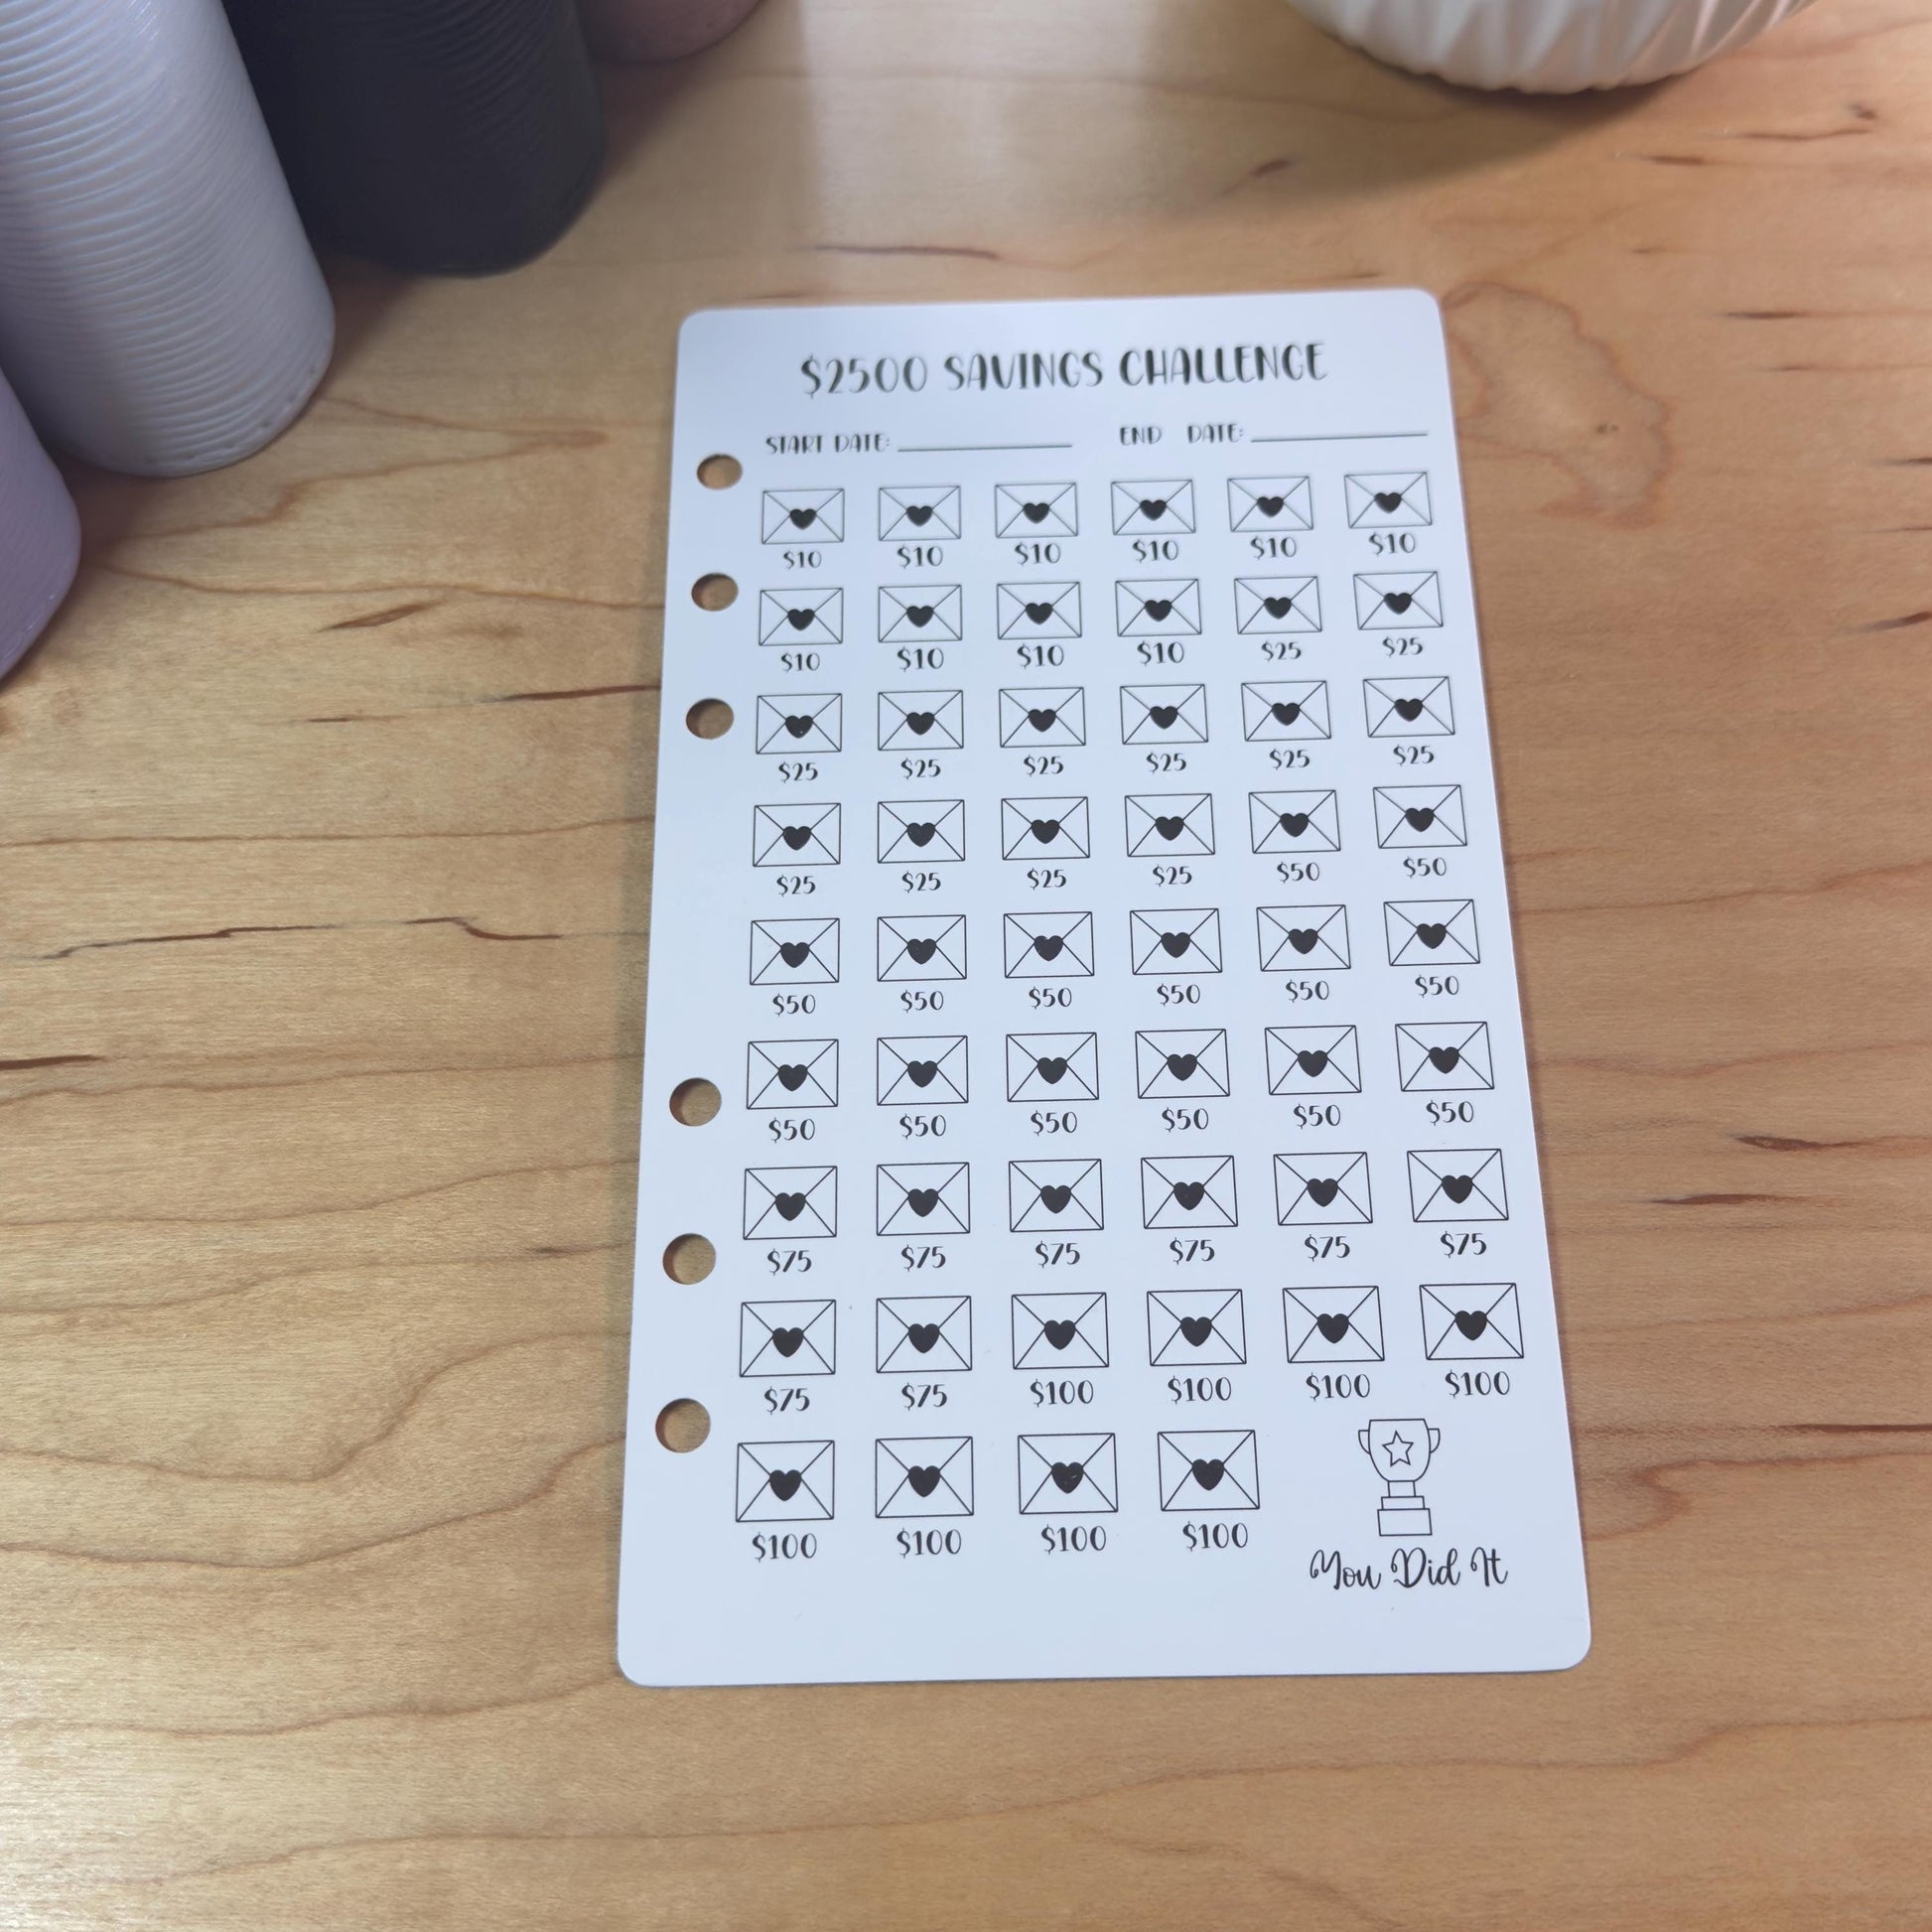 $2500 SAVINGS CHALLENGE
START DATE: END DATE:
$10 $10 $10 $10 $10 $10
$10 $10 $10 $10 $25 $25
$25 $25 $25 $25 $25 $25
$25 $25 $25 $25 $50 $50
$50 $50 $50 $50 $50 $50
$50 $50 $50 $50 $50 $50
$75 $75 $75 $75 $75 $75
$75 $75 $100 $100 $100 $100
$100 $100 $100 $100
You Did It